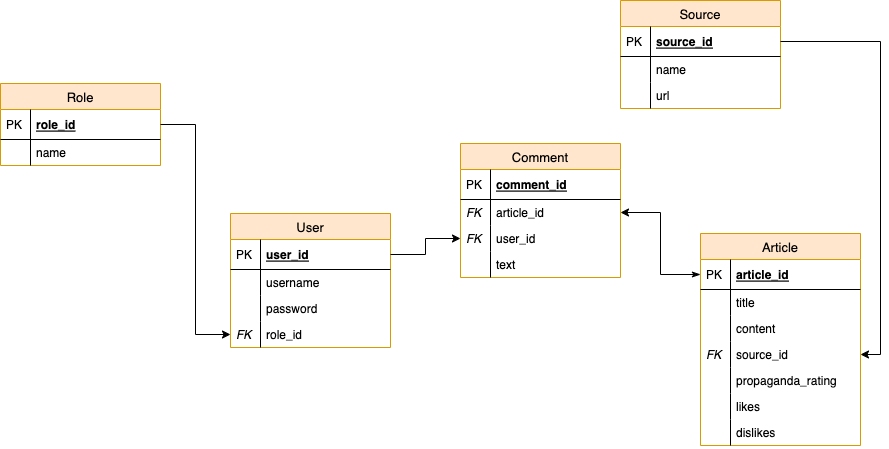 Source
PK source_id
name
url
Role
PK role_id
name
Comment
PK comment_id
FK article_id
FK user_id
text
User
PK user_id
username
password
FK role_id
Article
PK article_id
title
content
FK source_id
propaganda_rating
likes
dislikes